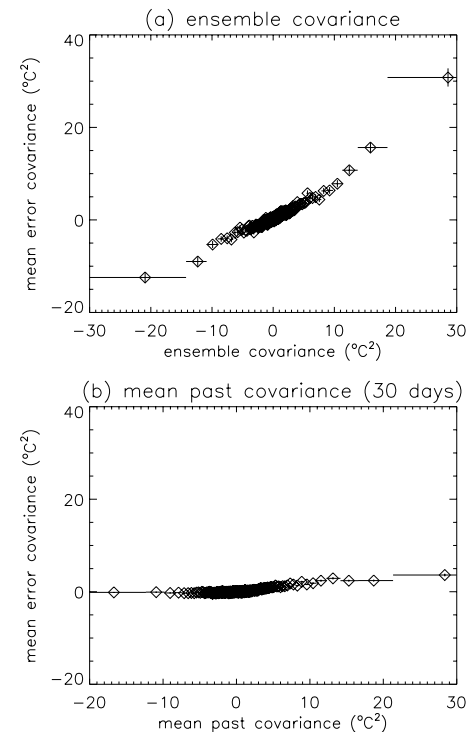 (a) ensemble covariance
40
20
0
−20
mean error covariance (°C²)
−30 −20 −10 0 10 20 30
ensemble covariance (°C²)
(b) mean past covariance (30 days)
40
20
0
−20
mean error covariance (°C²)
−20 −10 0 10 20 30
mean past covariance (°C²)